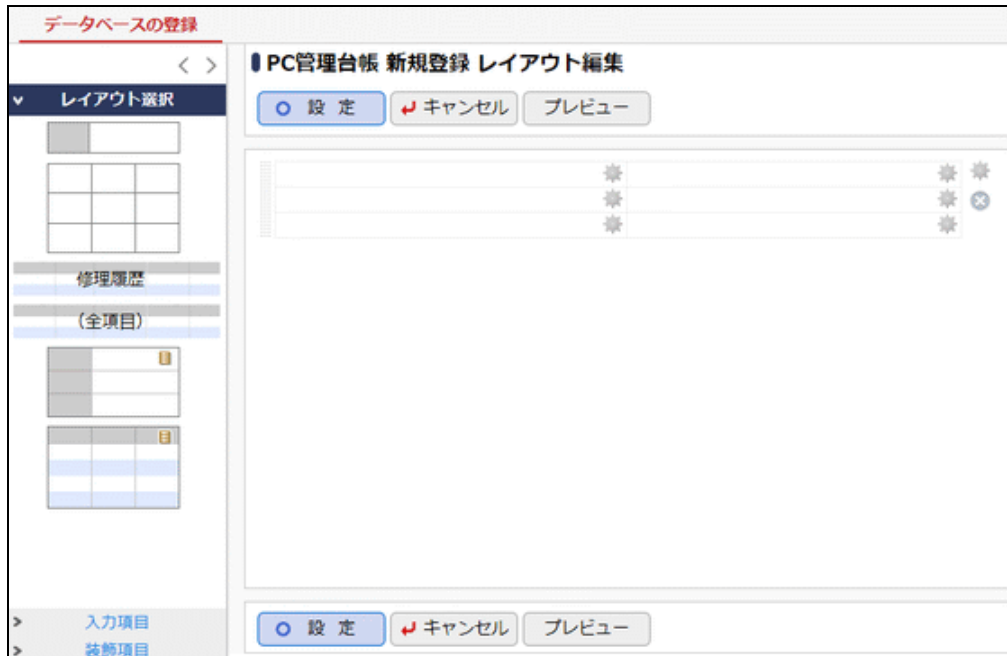 データベースの登録
レイアウト選択
修理履歴
(全項目)
入力項目
装飾項目
PC管理台帳 新規登録 レイアウト編集
設 定
キャンセル
プレビュー
設 定
キャンセル
プレビュー